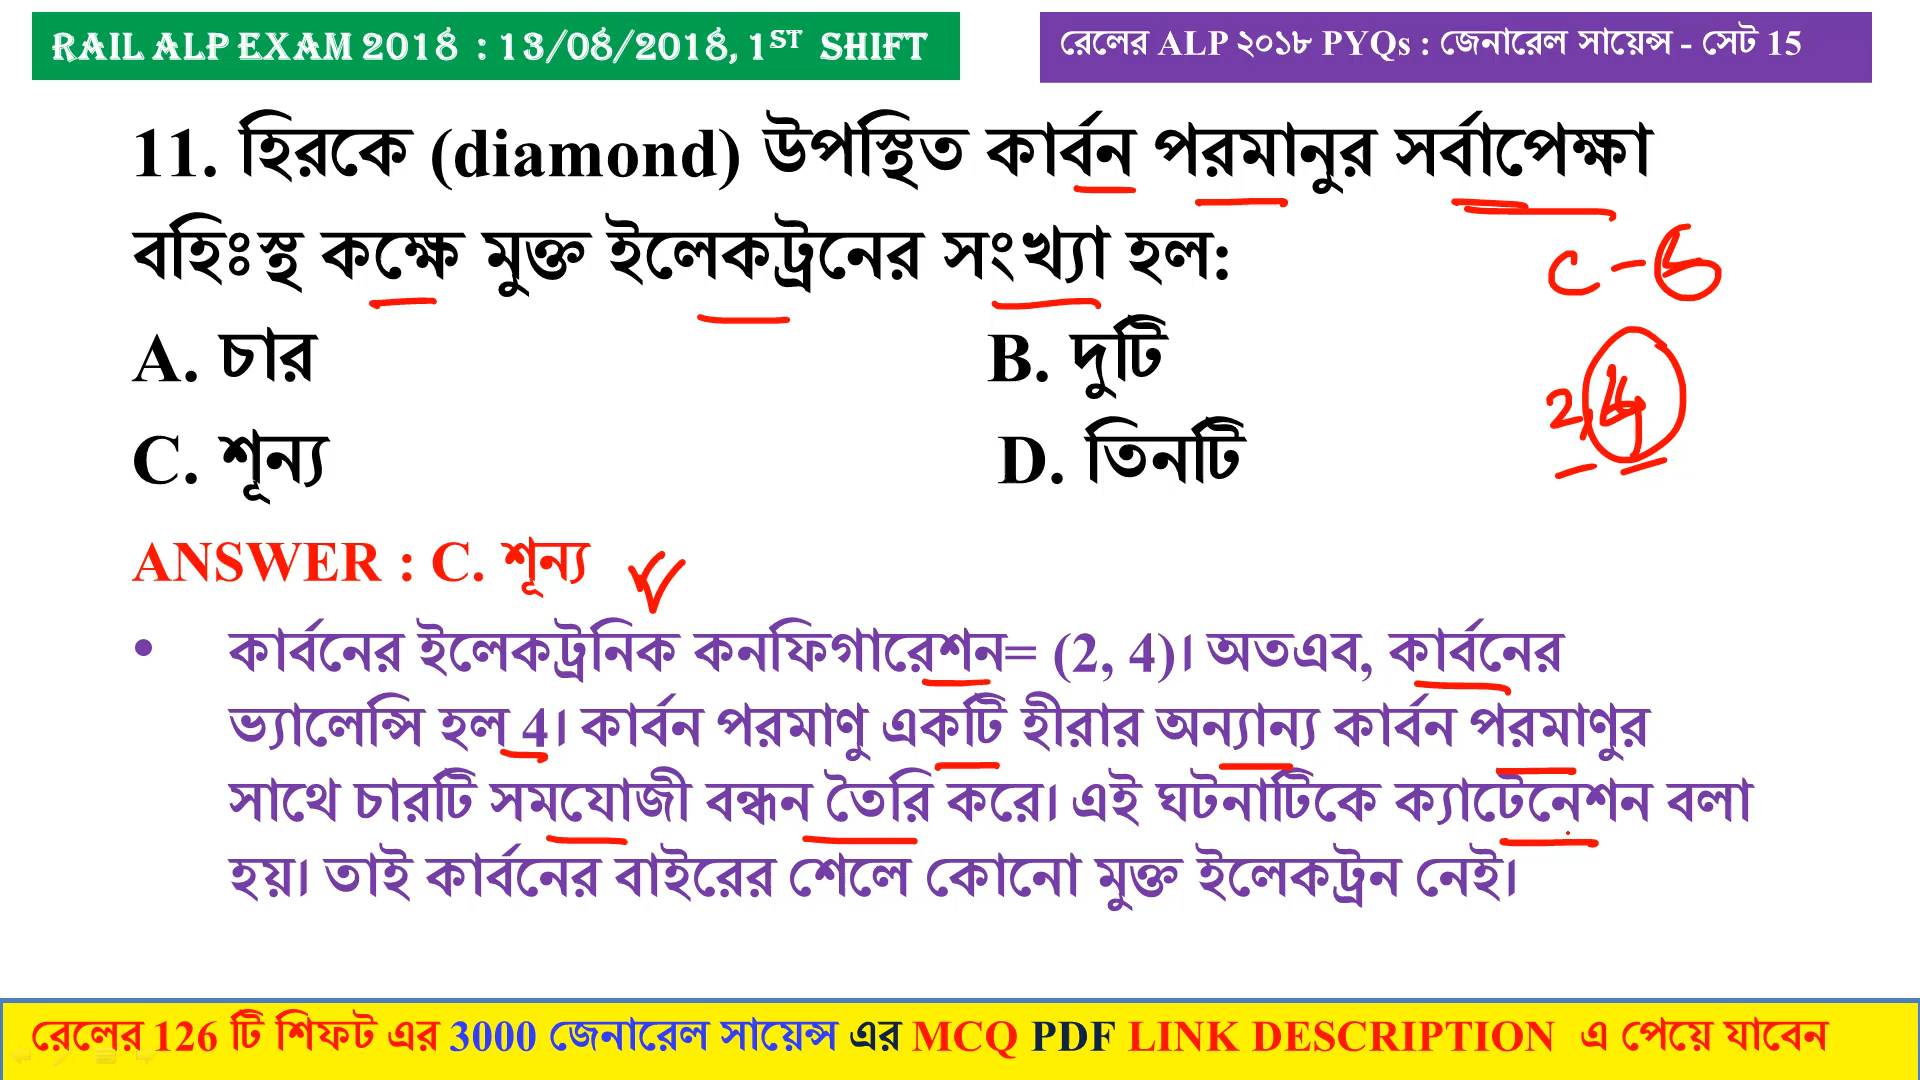 RAIL ALP EXAM 2018 : 13/08/2018, 1ST SHIFT
রেলের ALP ২০১৮ PYQs : জেনারেল সায়েন্স - সেট 15
11. হিরকে (diamond) উপস্থিত কার্বন পরমানুর সর্বাপেক্ষা
বহিঃস্থ কক্ষে মুক্ত ইলেকট্রনের সংখ্যা হল:
C - 6
A. চার B. দুটি
2, 4
C. শূন্য D. তিনটি
ANSWER : C. শূন্য
• কার্বনের ইলেকট্রনিক কনফিগারেশন= (2, 4)। অতএব, কার্বনের
ভ্যালেন্সি হল 4। কার্বন পরমাণু একটি হীরার অন্যান্য কার্বন পরমাণুর
সাথে চারটি সমযোজী বন্ধন তৈরি করে। এই ঘটনাটিকে ক্যাটেনেশন বলা
হয়। তাই কার্বনের বাইরের শেলে কোনো মুক্ত ইলেকট্রন নেই।
রেলের 126 টি শিফট এর 3000 জেনারেল সায়েন্স এর MCQ PDF LINK DESCRIPTION এ পেয়ে যাবেন